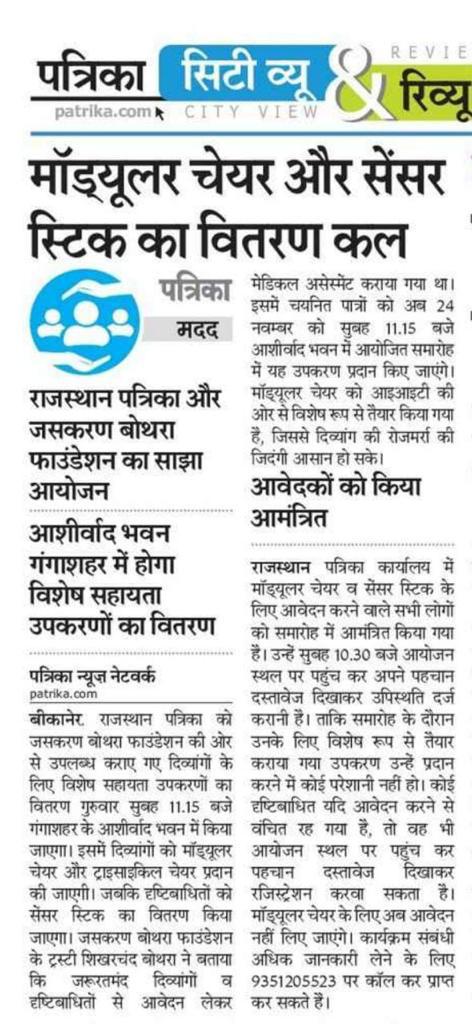 पत्रिका
patrika.com
सिटी व्यू
CITY VIEW
&
REVIE
रिव्यू
मॉड्यूलर चेयर और सेंसर
स्टिक का वितरण कल
पत्रिका
मदद
राजस्थान पत्रिका और
जसकरण बोथरा
फाउंडेशन का साझा
आयोजन
आशीर्वाद भवन
गंगाशहर में होगा
विशेष सहायता
उपकरणों का वितरण
पत्रिका न्यूज़ नेटवर्क
patrika.com
बीकानेर. राजस्थान पत्रिका को
जसकरण बोथरा फाउंडेशन की ओर
से उपलब्ध कराए गए दिव्यांगों के
लिए विशेष सहायता उपकरणों का
वितरण गुरुवार सुबह 11.15 बजे
गंगाशहर के आशीर्वाद भवन में किया
जाएगा। इसमें दिव्यांगों को मॉड्यूलर
चेयर और ट्राइसाइकिल चेयर प्रदान
की जाएगी। जबकि दृष्टिबाधितों को
सेंसर स्टिक का वितरण किया
जाएगा। जसकरण बोथरा फाउंडेशन
के ट्रस्टी शिखरचंद बोथरा ने बताया
कि जरूरतमंद दिव्यांगों व
दृष्टिबाधितों से आवेदन लेकर
मेडिकल असेस्मेंट कराया गया था।
इसमें चयनित पात्रों को अब 24
नवम्बर को सुबह 11.15 बजे
आशीर्वाद भवन में आयोजित समारोह
में यह उपकरण प्रदान किए जाएंगे।
मॉड्यूलर चेयर को आइआइटी की
ओर से विशेष रूप से तैयार किया गया
है, जिससे दिव्यांग की रोजमर्रा की
जिदंगी आसान हो सके।
आवेदकों को किया
आमंत्रित
राजस्थान पत्रिका कार्यालय में
मॉड्यूलर चेयर व सेंसर स्टिक के
लिए आवेदन करने वाले सभी लोगों
को समारोह में आमंत्रित किया गया
है। उन्हें सुबह 10.30 बजे आयोजन
स्थल पर पहुंच कर अपने पहचान
दस्तावेज दिखाकर उपिस्थति दर्ज
करानी है। ताकि समारोह के दौरान
उनके लिए विशेष रूप से तैयार
कराया गया उपकरण उन्हें प्रदान
करने में कोई परेशानी नहीं हो। कोई
दृष्टिबाधित यदि आवेदन करने से
वंचित रह गया है, तो वह भी
आयोजन स्थल पर पहुंच कर
पहचान दस्तावेज दिखाकर
रजिस्ट्रेशन करवा सकता है।
मॉड्यूलर चेयर के लिए अब आवेदन
नहीं लिए जाएंगे। कार्यक्रम संबंधी
अधिक जानकारी लेने के लिए
9351205523 पर कॉल कर प्राप्त
कर सकते है।